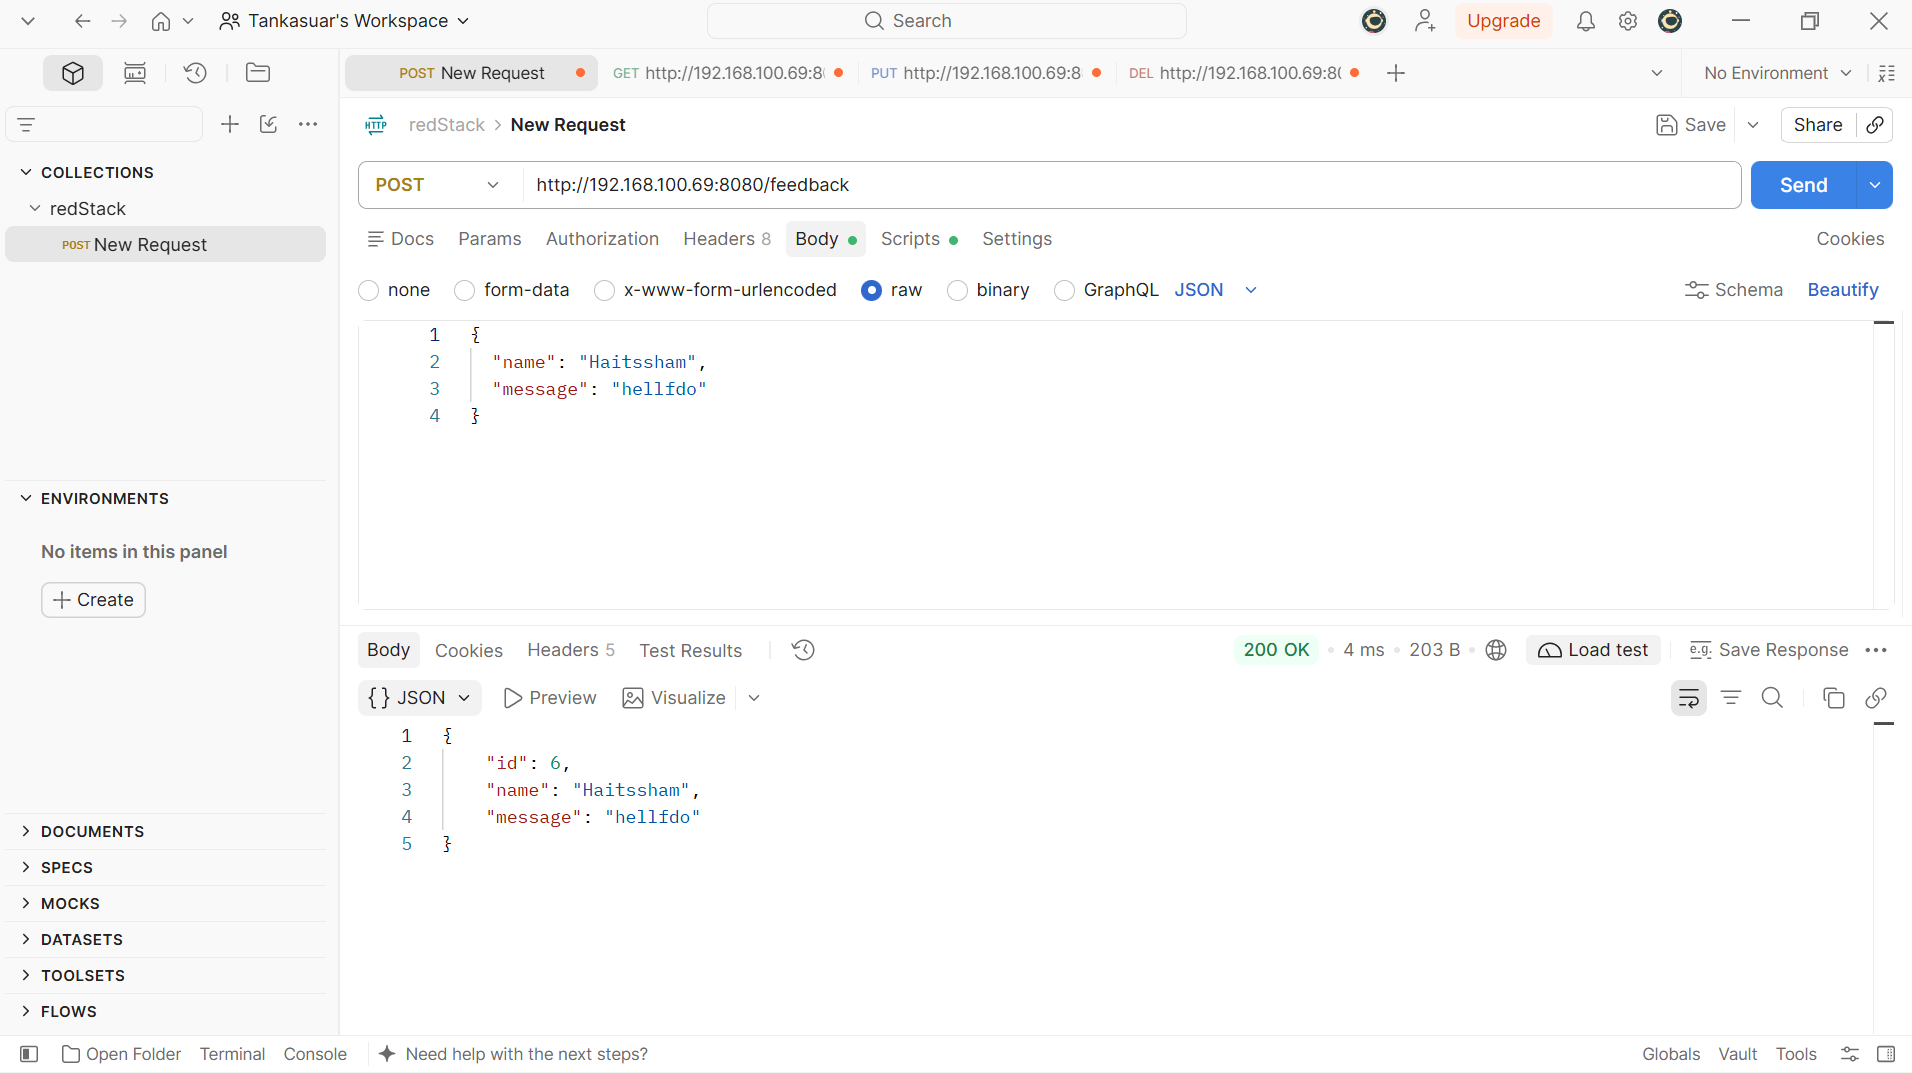 Tankasuar's Workspace
Search
Upgrade
POST New Request
GET http://192.168.100.69:8
PUT http://192.168.100.69:8
DEL http://192.168.100.69:8
No Environment
redStack > New Request
Save
Share
COLLECTIONS
redStack
POST New Request
POST
http://192.168.100.69:8080/feedback
Send
Docs
Params
Authorization
Headers 8
Body
Scripts
Settings
Cookies
none
form-data
x-www-form-urlencoded
raw
binary
GraphQL
JSON
Schema
Beautify
1 {
2 "name": "Haitssham",
3 "message": "hellfdo"
4 }
ENVIRONMENTS
No items in this panel
Create
Body
Cookies
Headers 5
Test Results
200 OK
4 ms
203 B
Load test
e.g. Save Response
{} JSON
Preview
Visualize
1 {
2 "id": 6,
3 "name": "Haitssham",
4 "message": "hellfdo"
5 }
DOCUMENTS
SPECS
MOCKS
DATASETS
TOOLSETS
FLOWS
Open Folder
Terminal
Console
Need help with the next steps?
Globals
Vault
Tools